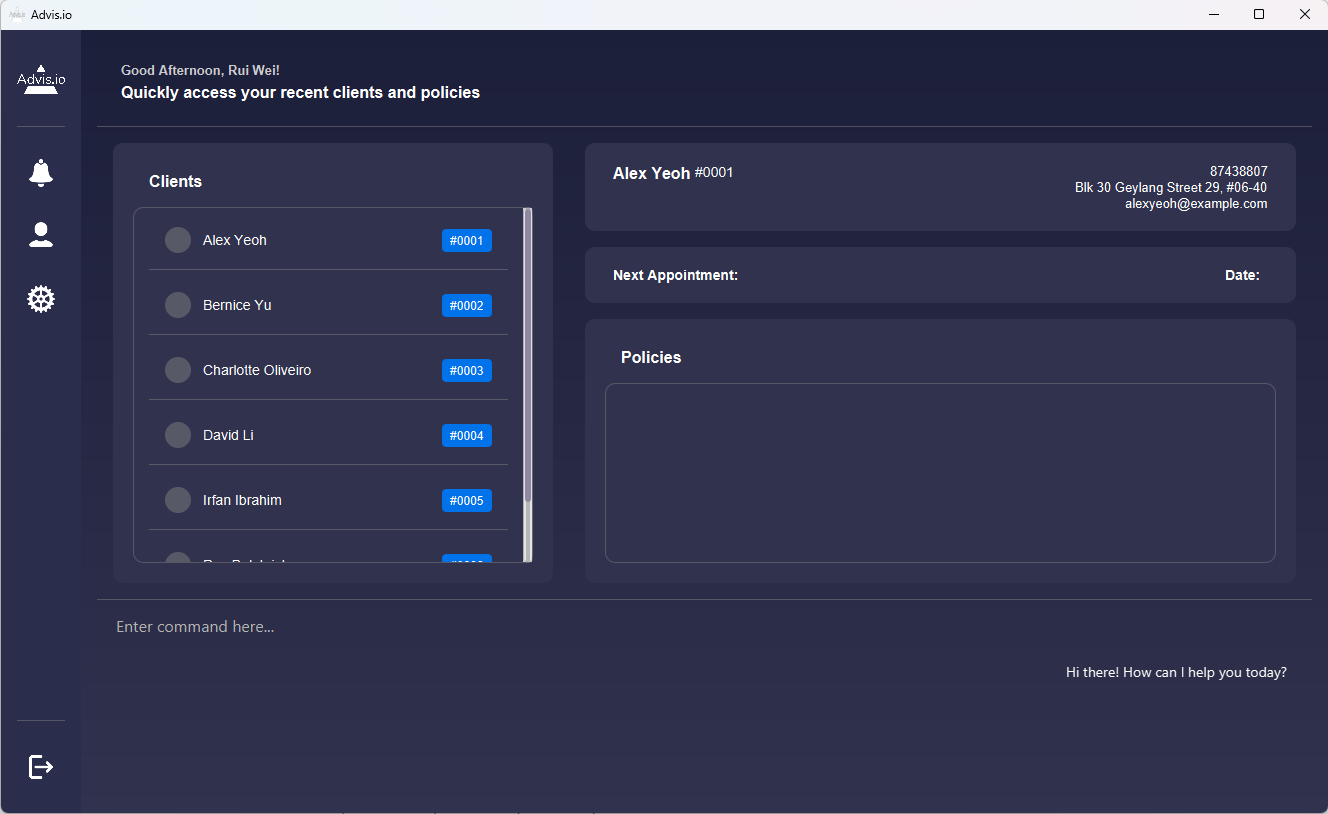 Advis.io
Advis.io
Good Afternoon, Rui Wei!
Quickly access your recent clients and policies
Clients
Alex Yeoh #0001
Bernice Yu #0002
Charlotte Oliveiro #0003
David Li #0004
Irfan Ibrahim #0005
Alex Yeoh #0001
87438807
Blk 30 Geylang Street 29, #06-40
alexyeoh@example.com
Next Appointment: Date:
Policies
Enter command here...
Hi there! How can I help you today?